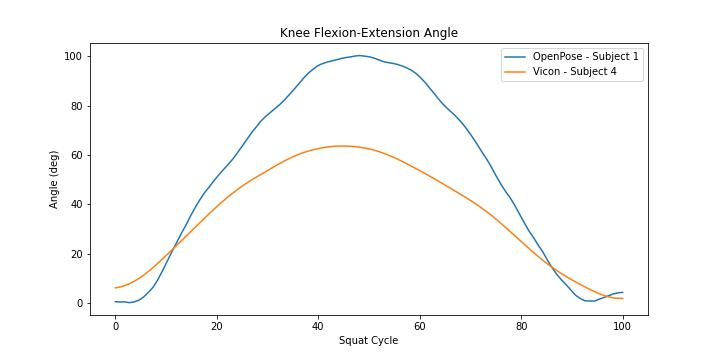 Knee Flexion-Extension Angle
OpenPose - Subject 1
Vicon - Subject 4
Angle (deg)
100
80
60
40
20
0
0 20 40 60 80 100
Squat Cycle